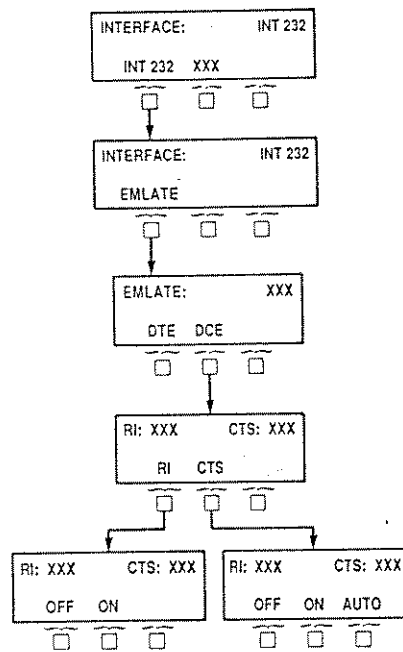 INTERFACE: INT 232
INT 232 XXX
INTERFACE: INT 232
EMLATE
EMLATE: XXX
DTE DCE
RI: XXX CTS: XXX
RI CTS
RI: XXX CTS: XXX
OFF ON
RI: XXX CTS: XXX
OFF ON AUTO